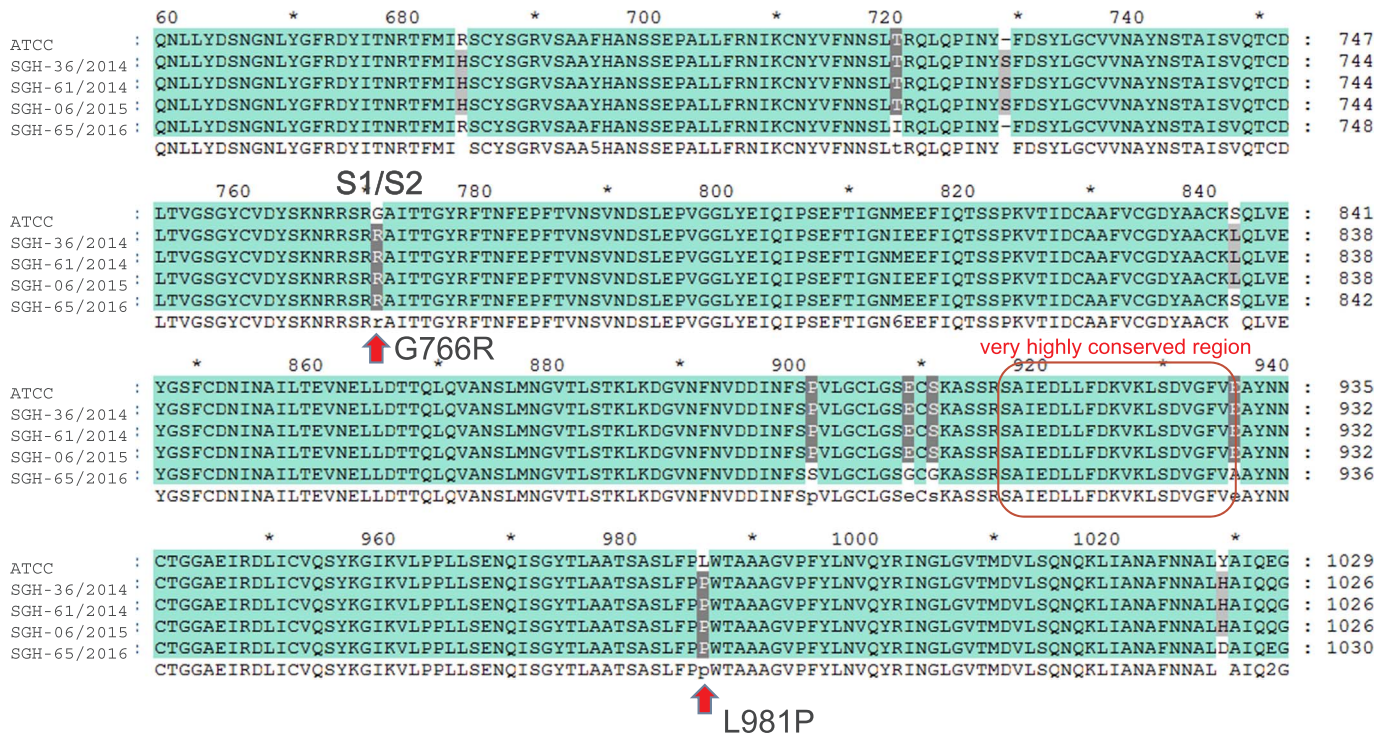 60 * 680 * 700 * 720 * 740 *
ATCC : QNLLYDSNGNLYGFRDYITNRTFMIRSCYSGRVSAAFHANSSEPALLFRNIKCNYVFNNSLTRQLQPINY-FDSYLGCVVNAYNSTAISVQTCD : 747
SGH-36/2014 : QNLLYDSNGNLYGFRDYITNRTFMIHSCYSGRVSAAYHANSSEPALLFRNIKCNYVFNNSLTRQLQPINYSFDSYLGCVVNAYNSTAISVQTCD : 744
SGH-61/2014 : QNLLYDSNGNLYGFRDYITNRTFMIHSCYSGRVSAAYHANSSEPALLFRNIKCNYVFNNSLTRQLQPINYSFDSYLGCVVNAYNSTAISVQTCD : 744
SGH-06/2015 : QNLLYDSNGNLYGFRDYITNRTFMIHSCYSGRVSAAYHANSSEPALLFRNIKCNYVFNNSLTRQLQPINYSFDSYLGCVVNAYNSTAISVQTCD : 744
SGH-65/2016 : QNLLYDSNGNLYGFRDYITNRTFMIRSCYSGRVSAAFHANSSEPALLFRNIKCNYVFNNSLIRQLQPINY-FDSYLGCVVNAYNSTAISVQTCD : 748
QNLLYDSNGNLYGFRDYITNRTFMI SCYSGRVSAA5HANSSEPALLFRNIKCNYVFNNSLtRQLQPINY FDSYLGCVVNAYNSTAISVQTCD
S1/S2
760 * 780 * 800 * 820 * 840
ATCC : LTVGSGYCVDYSKNRRSRGAITTGYRFTNFEPFTVNSVNDSLEPVGGLYEIQIPSEFTIGNMEEFIQTSSPKVTIDCAAFVCGDYAACKSQLVE : 841
SGH-36/2014 : LTVGSGYCVDYSKNRRSRRAITTGYRFTNFEPFTVNSVNDSLEPVGGLYEIQIPSEFTIGNIEEFIQTSSPKVTIDCAAFVCGDYAACKLQLVE : 838
SGH-61/2014 : LTVGSGYCVDYSKNRRSRRAITTGYRFTNFEPFTVNSVNDSLEPVGGLYEIQIPSEFTIGNMEEFIQTSSPKVTIDCAAFVCGDYAACKLQLVE : 838
SGH-06/2015 : LTVGSGYCVDYSKNRRSRRAITTGYRFTNFEPFTVNSVNDSLEPVGGLYEIQIPSEFTIGNIEEFIQTSSPKVTIDCAAFVCGDYAACKLQLVE : 838
SGH-65/2016 : LTVGSGYCVDYSKNRRSRRAITTGYRFTNFEPFTVNSVNDSLEPVGGLYEIQIPSEFTIGNMEEFIQTSSPKVTIDCAAFVCGDYAACKSQLVE : 842
LTVGSGYCVDYSKNRRSRrAITTGYRFTNFEPFTVNSVNDSLEPVGGLYEIQIPSEFTIGN6EEFIQTSSPKVTIDCAAFVCGDYAACK QLVE
G766R
very highly conserved region
* 860 * 880 * 900 * 920 * 940
ATCC : YGSFCDNINAILTEVNELLDTTQLQVANSLMNGVTLSTKLKDGVNFNVDDINFSPVLGCLGSECSKASSRSAIEDLLFDKVKLSDVGFVEAYNN : 935
SGH-36/2014 : YGSFCDNINAILTEVNELLDTTQLQVANSLMNGVTLSTKLKDGVNFNVDDINFSPVLGCLGSECSKASSRSAIEDLLFDKVKLSDVGFVEAYNN : 932
SGH-61/2014 : YGSFCDNINAILTEVNELLDTTQLQVANSLMNGVTLSTKLKDGVNFNVDDINFSPVLGCLGSECSKASSRSAIEDLLFDKVKLSDVGFVEAYNN : 932
SGH-06/2015 : YGSFCDNINAILTEVNELLDTTQLQVANSLMNGVTLSTKLKDGVNFNVDDINFSPVLGCLGSECSKASSRSAIEDLLFDKVKLSDVGFVEAYNN : 932
SGH-65/2016 : YGSFCDNINAILTEVNELLDTTQLQVANSLMNGVTLSTKLKDGVNFNVDDINFSSVLGCLGSGCGKASSRSAIEDLLFDKVKLSDVGFVAAYNN : 936
YGSFCDNINAILTEVNELLDTTQLQVANSLMNGVTLSTKLKDGVNFNVDDINFSpVLGCLGSeCsKASSRSAIEDLLFDKVKLSDVGFVeAYNN
* 960 * 980 * 1000 * 1020 *
ATCC : CTGGAEIRDLICVQSYKGIKVLPPLLSENQISGYTLAATSASLFPLWTAAAGVPFYLNVQYRINGLGVTMDVLSQNQKLIANAFNNALYAIQEG : 1029
SGH-36/2014 : CTGGAEIRDLICVQSYKGIKVLPPLLSENQISGYTLAATSASLFPPWTAAAGVPFYLNVQYRINGLGVTMDVLSQNQKLIANAFNNALHAIQEG : 1026
SGH-61/2014 : CTGGAEIRDLICVQSYKGIKVLPPLLSENQISGYTLAATSASLFPPWTAAAGVPFYLNVQYRINGLGVTMDVLSQNQKLIANAFNNALHAIQQG : 1026
SGH-06/2015 : CTGGAEIRDLICVQSYKGIKVLPPLLSENQISGYTLAATSASLFPPWTAAAGVPFYLNVQYRINGLGVTMDVLSQNQKLIANAFNNALHAIQQG : 1026
SGH-65/2016 : CTGGAEIRDLICVQSYKGIKVLPPLLSENQISGYTLAATSASLFPPWTAAAGVPFYLNVQYRINGLGVTMDVLSQNQKLIANAFNNALDAIQEG : 1030
CTGGAEIRDLICVQSYKGIKVLPPLLSENQISGYTLAATSASLFPpWTAAAGVPFYLNVQYRINGLGVTMDVLSQNQKLIANAFNNAL AIQ2G
L981P